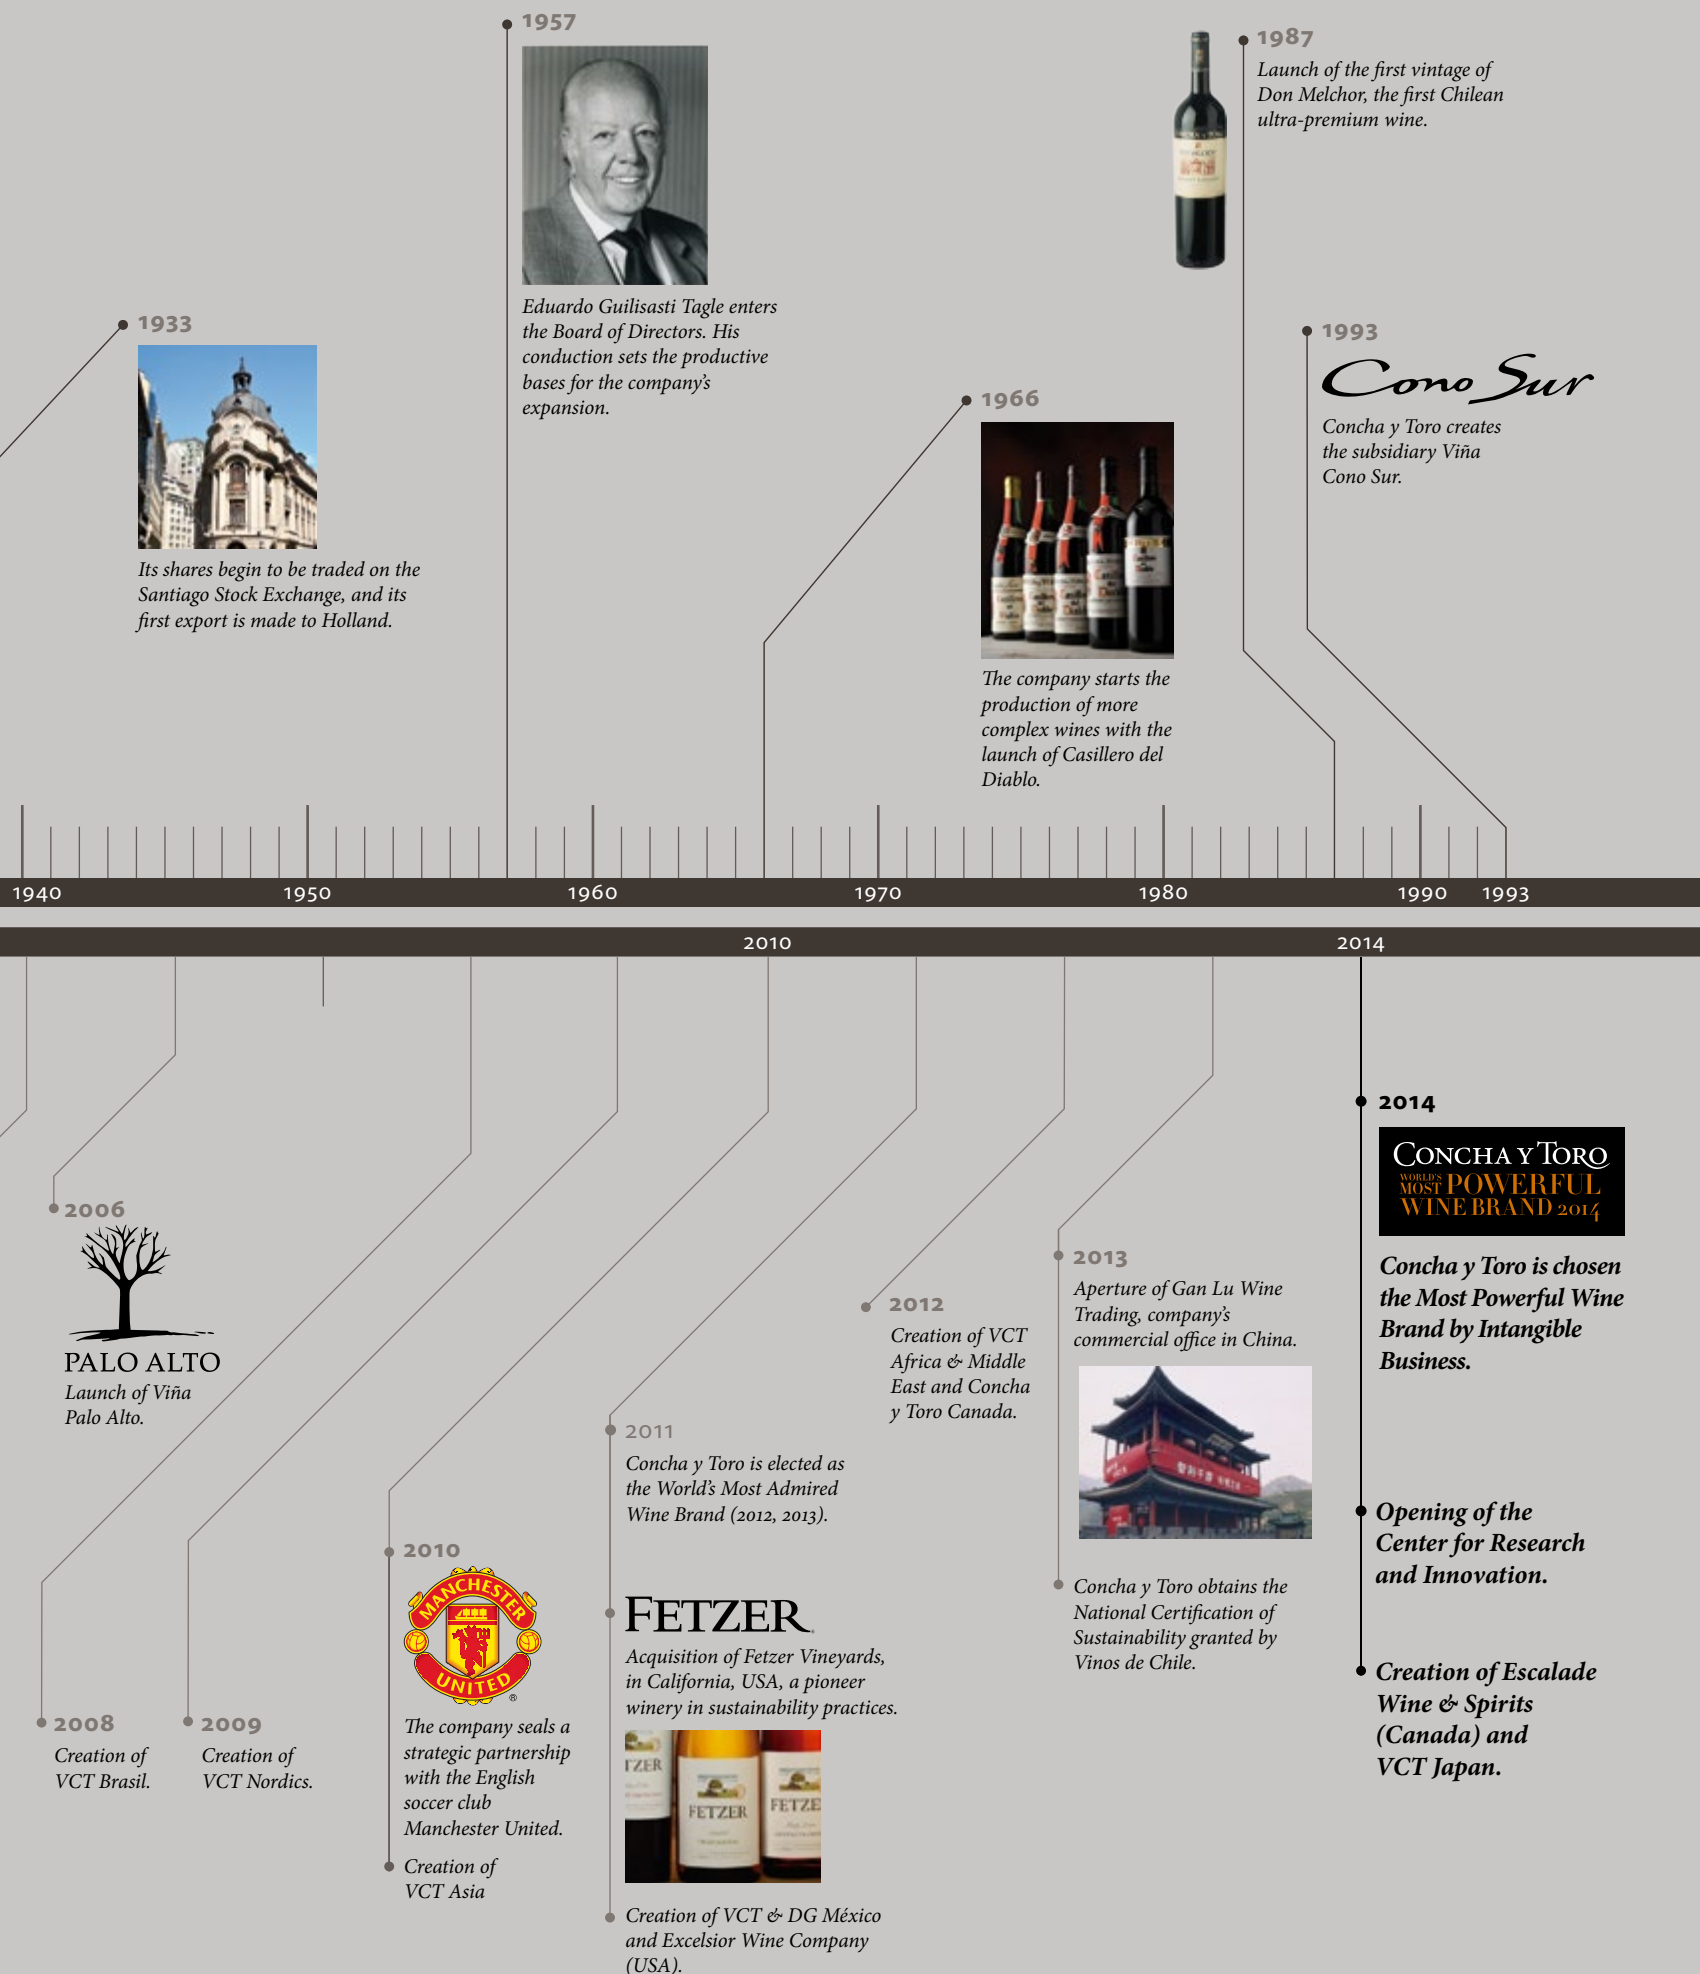 1957
1987
Launch of the first vintage of
Don Melchor, the first Chilean
ultra-premium wine.
Eduardo Guilisasti Tagle enters
the Board of Directors. His
conduction sets the productive
bases for the company's
expansion.
1933
Its shares begin to be traded on the
Santiago Stock Exchange, and its
first export is made to Holland.
1966
The company starts the
production of more
complex wines with the
launch of Casillero del
Diablo.
1993
Cono Sur
Concha y Toro creates
the subsidiary Viña
Cono Sur.
1940 1950 1960 1970 1980 1990 1993
2010 2014
2006
PALO ALTO
Launch of Viña
Palo Alto.
2008
Creation of
VCT Brasil.
2009
Creation of
VCT Nordics.
2010
MANCHESTER
UNITED
®
The company seals a
strategic partnership
with the English
soccer club
Manchester United.
Creation of
VCT Asia
2011
Concha y Toro is elected as
the World's Most Admired
Wine Brand (2012, 2013).
FETZER
Acquisition of Fetzer Vineyards,
in California, USA, a pioneer
winery in sustainability practices.
TZER
FETZER
FETZE
Creation of VCT & DG México
and Excelsior Wine Company
(USA).
2012
Creation of VCT
Africa & Middle
East and Concha
y Toro Canada.
2013
Aperture of Gan Lu Wine
Trading, company's
commercial office in China.
Concha y Toro obtains the
National Certification of
Sustainability granted by
Vinos de Chile.
2014
CONCHA Y TORO
WORLD'S
MOST POWERFUL
WINE BRAND 2014
Concha y Toro is chosen
the Most Powerful Wine
Brand by Intangible
Business.
Opening of the
Center for Research
and Innovation.
Creation of Escalade
Wine & Spirits
(Canada) and
VCT Japan.